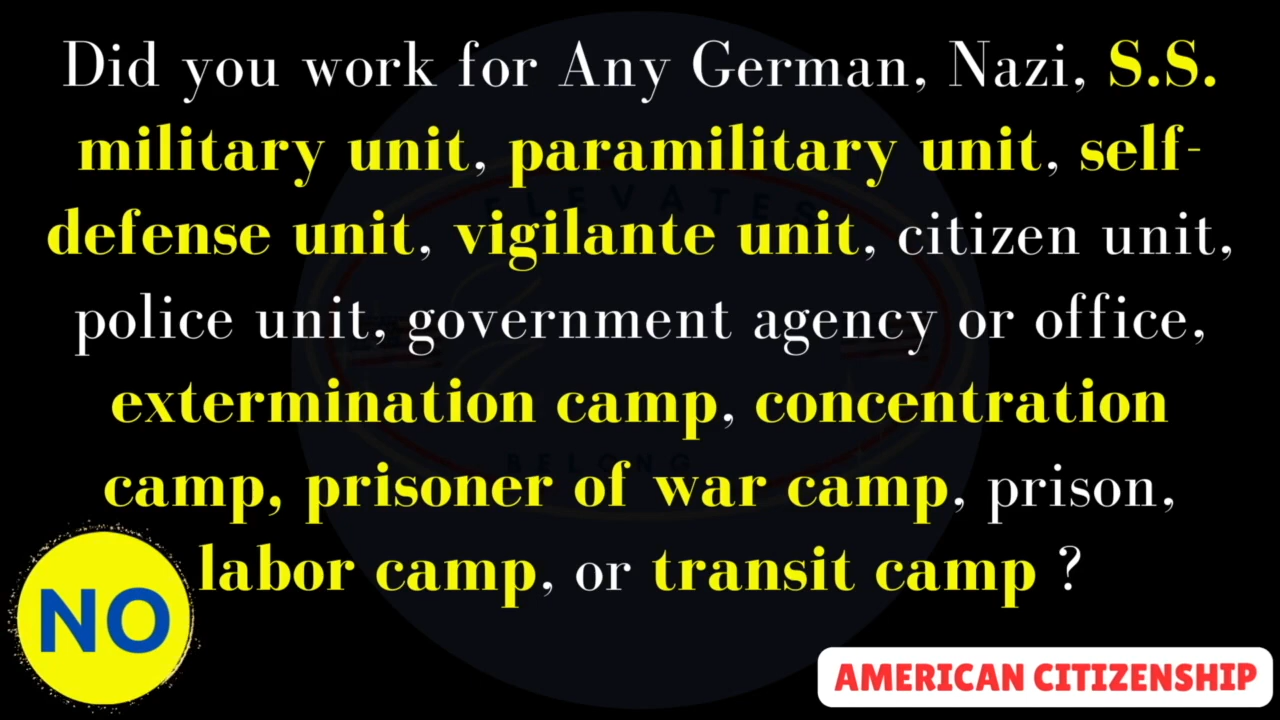 Did you work for Any German, Nazi, S.S.
military unit, paramilitary unit, self-
defense unit, vigilante unit, citizen unit,
police unit, government agency or office,
extermination camp, concentration
camp, prisoner of war camp, prison,
labor camp, or transit camp ?
NO
AMERICAN CITIZENSHIP
ELEVATES
BELONG